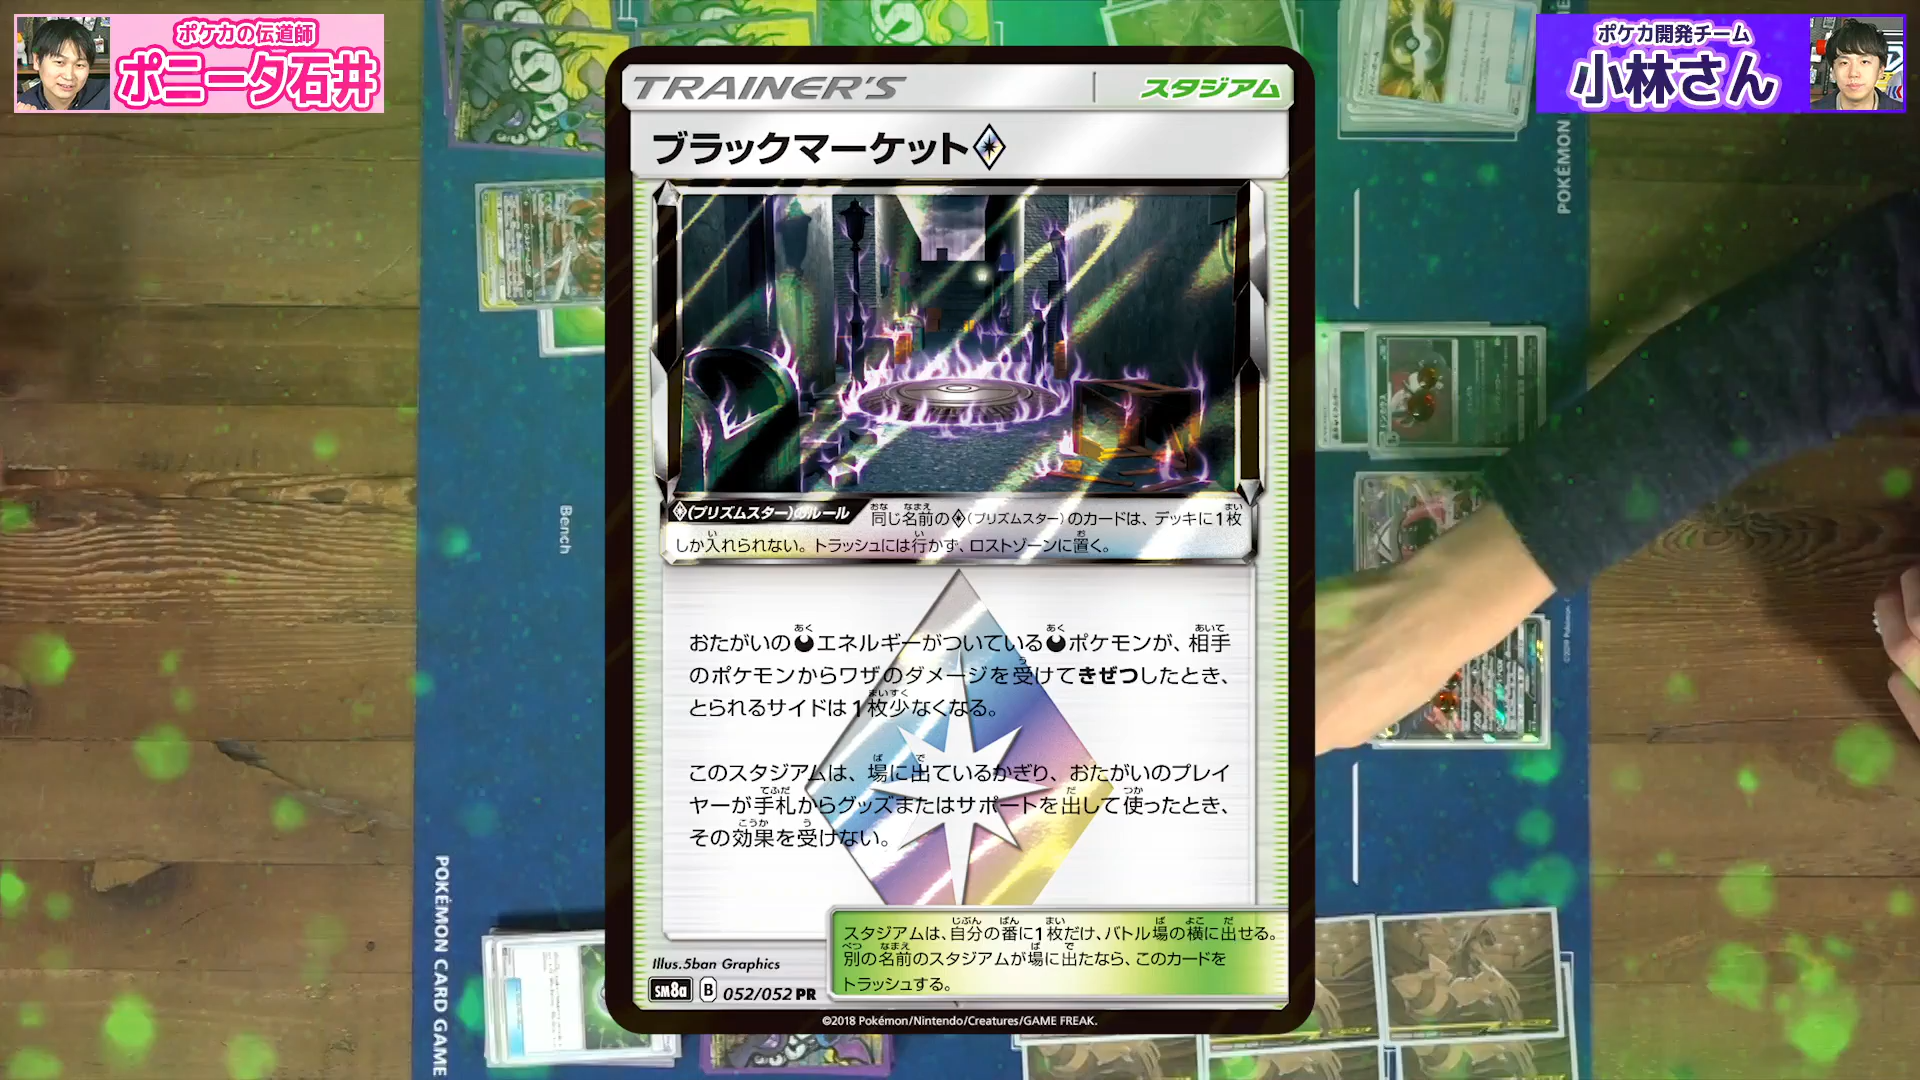 ポケカの伝道師
ポニータ石井
ポケカ開発チーム
小林さん
TRAINER'S
スタジアム
ブラックマーケット
(プリズムスター)のルール
同じ名前の(プリズムスター)のカードは、デッキに1枚
しか入れられない。トラッシュには行かず、ロストゾーンに置く。
おたがいのエネルギーがついているポケモンが、相手
のポケモンからワザのダメージを受けてきぜつしたとき、
とられるサイドは1枚少なくなる。
このスタジアムは、場に出ているかぎり、おたがいのプレイ
ヤーが手札からグッズまたはサポートを出して使ったとき、
その効果を受けない。
スタジアムは、自分の番に1枚だけ、バトル場の横に出せる。
別の名前のスタジアムが場に出たなら、このカードを
トラッシュする。
Illus.5ban Graphics
SM8a B 052/052 PR
©2018 Pokémon/Nintendo/Creatures/GAME FREAK.
Bench
POKÉMON CARD GAME
POKÉMON